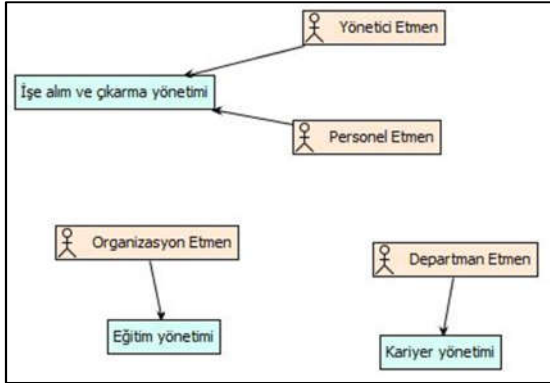 Yönetici Etmen
İşe alım ve çıkarma yönetimi
Personel Etmen
Organizasyon Etmen
Departman Etmen
Eğitim yönetimi
Kariyer yönetimi